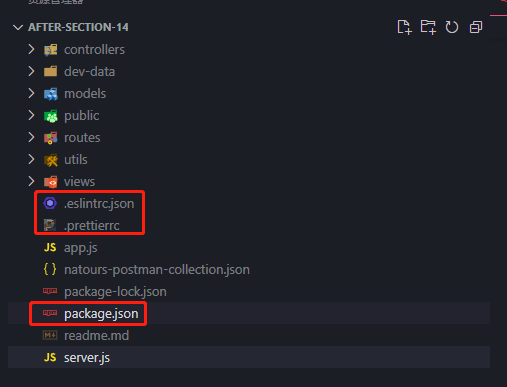 资源管理器
AFTER-SECTION-14
controllers
dev-data
models
public
routes
utils
views
.eslintrc.json
.prettierrc
JS app.js
{ } natours-postman-collection.json
package-lock.json
package.json
readme.md
JS server.js